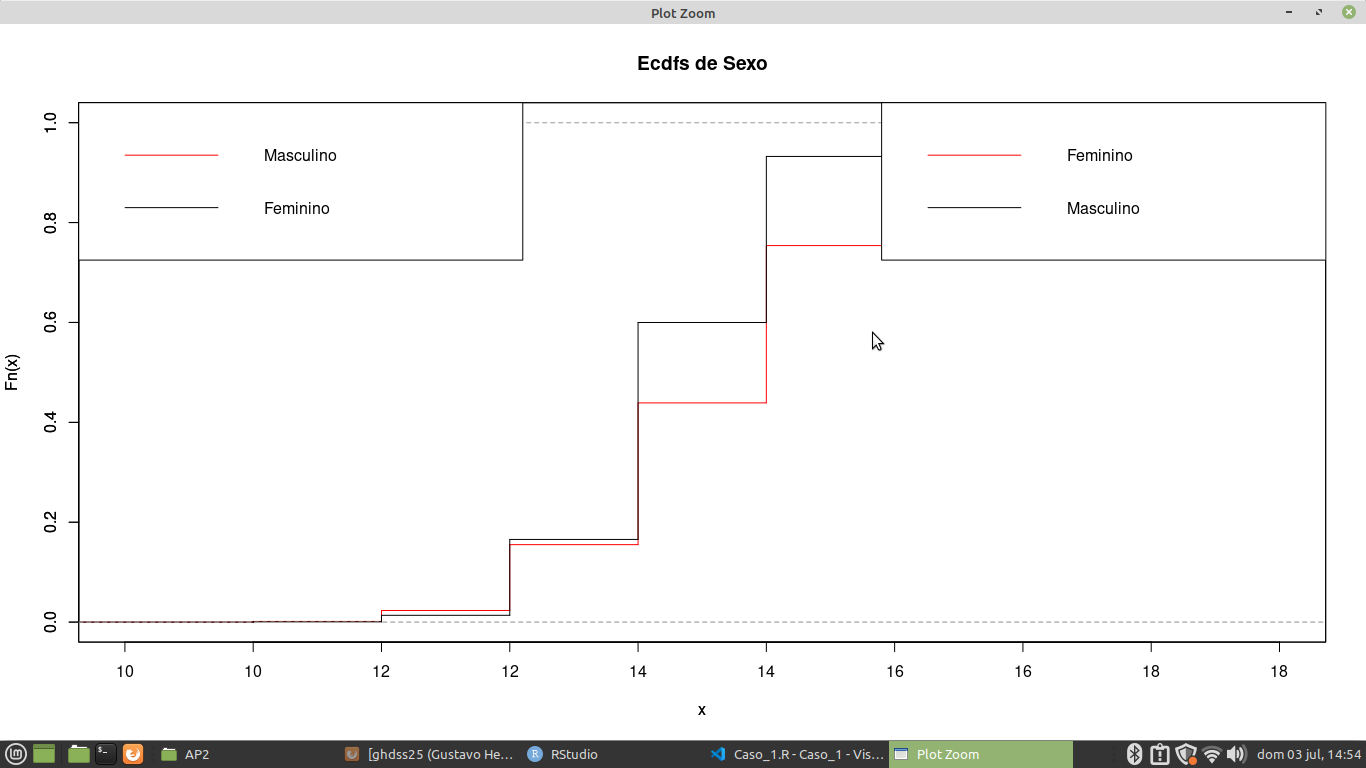 Plot Zoom
Ecdfs de Sexo
Masculino
Feminino
Feminino
Masculino
1.0
0.8
0.6
0.4
0.2
0.0
Fn(x)
10 10 12 12 14 14 16 16 18 18
x
AP2 [ghdss25 (Gustavo He... RStudio Caso_1.R - Caso_1 - Vis... Plot Zoom dom 03 jul, 14:54